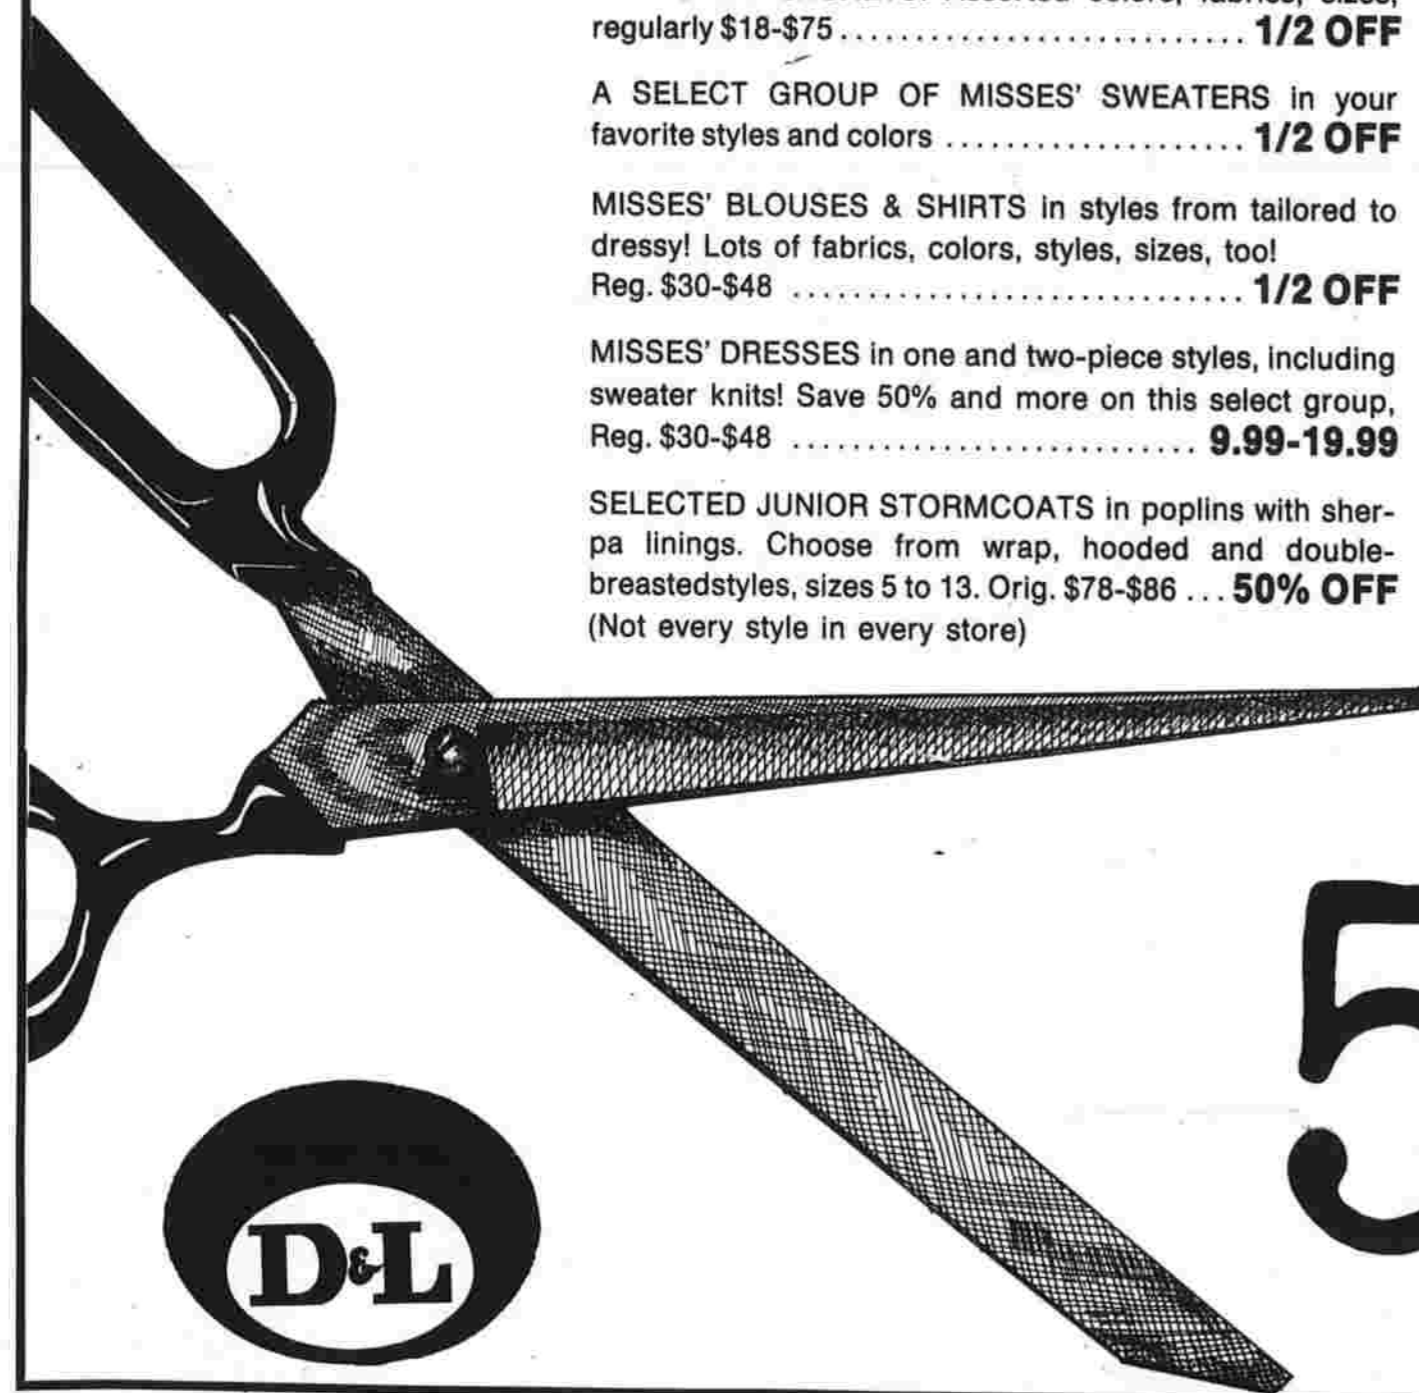 Assorted colors, fabrics, sizes,
regularly $18-$75 ........................... 1/2 OFF
A SELECT GROUP OF MISSES' SWEATERS in your
favorite styles and colors .................... 1/2 OFF
MISSES' BLOUSES & SHIRTS in styles from tailored to
dressy! Lots of fabrics, colors, styles, sizes, too!
Reg. $30-$48 .............................. 1/2 OFF
MISSES' DRESSES in one and two-piece styles, including
sweater knits! Save 50% and more on this select group,
Reg. $30-$48 ........................... 9.99-19.99
SELECTED JUNIOR STORMCOATS in poplins with sher-
pa linings. Choose from wrap, hooded and double-
breastedstyles, sizes 5 to 13. Orig. $78-$86 ... 50% OFF
(Not every style in every store)
5
D&L